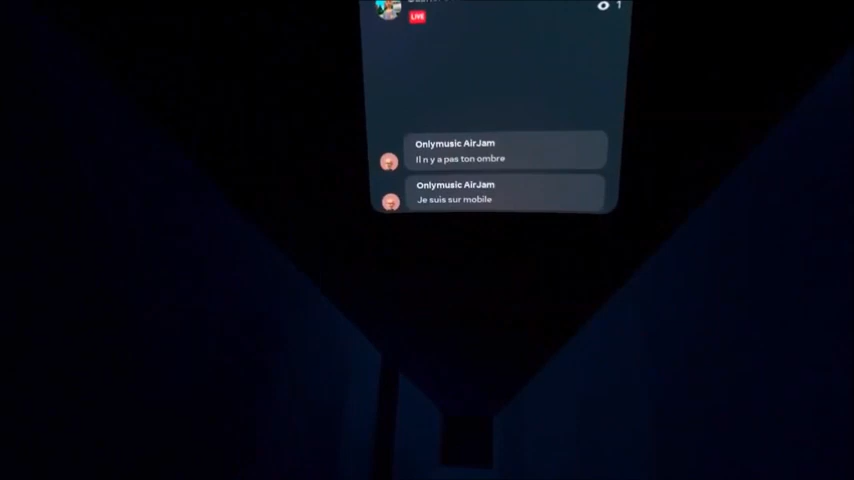 LIVE
1
Onlymusic AirJam
Il n y a pas ton ombre
Onlymusic AirJam
Je suis sur mobile